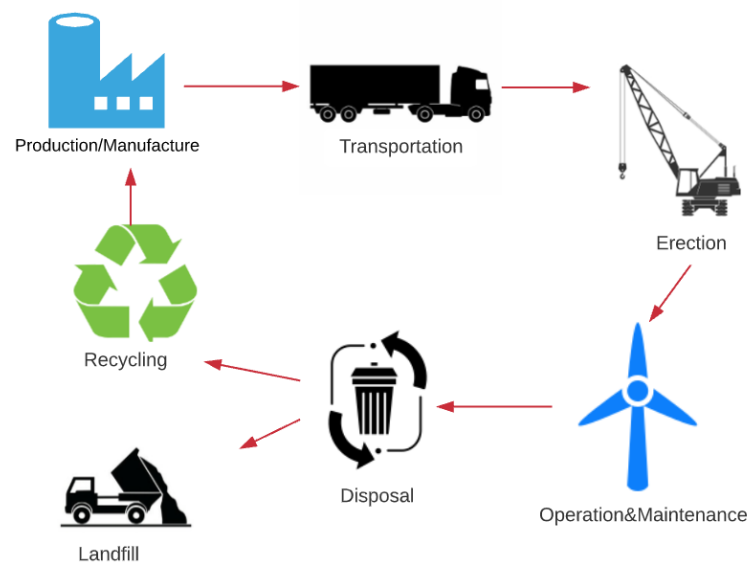 Production/Manufacture
Transportation
Erection
Recycling
Disposal
Operation&Maintenance
Landfill